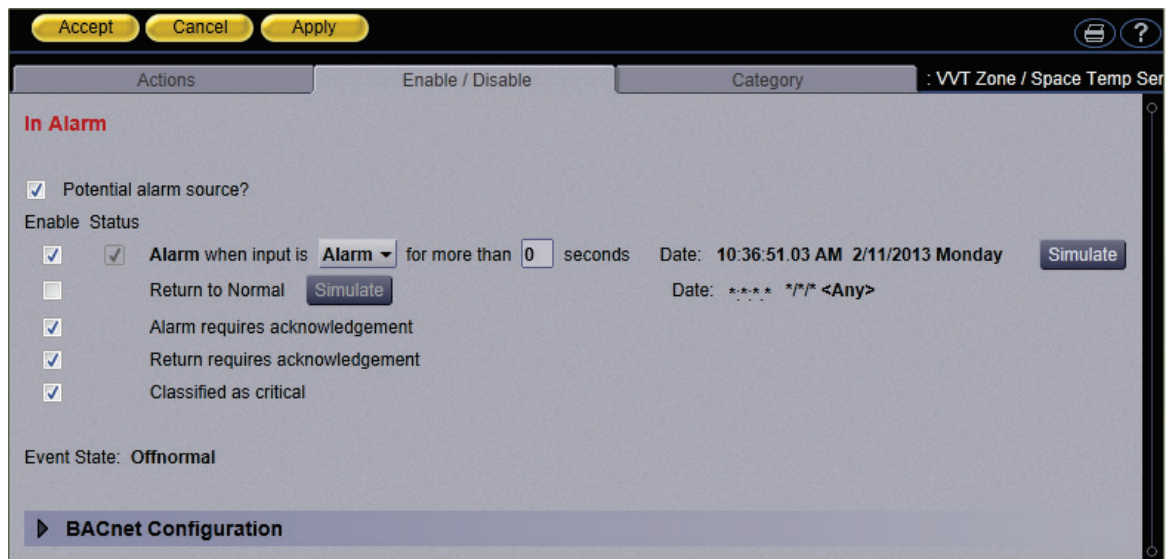 Accept Cancel Apply ?
Actions Enable / Disable Category : VVT Zone / Space Temp Ser
In Alarm
Potential alarm source?
Enable Status
Alarm when input is Alarm for more than 0 seconds Date: 10:36:51.03 AM 2/11/2013 Monday Simulate
Return to Normal Simulate Date: *:*:*.* */*/* <Any>
Alarm requires acknowledgement
Return requires acknowledgement
Classified as critical
Event State: Offnormal
BACnet Configuration